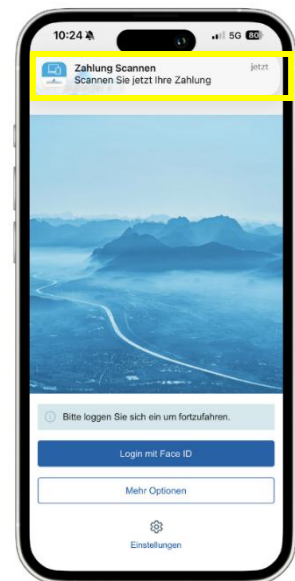 10:24
5G 80
Zahlung Scannen jetzt
Scannen Sie jetzt Ihre Zahlung
Bitte loggen Sie sich ein um fortzufahren.
Login mit Face ID
Mehr Optionen
Einstellungen